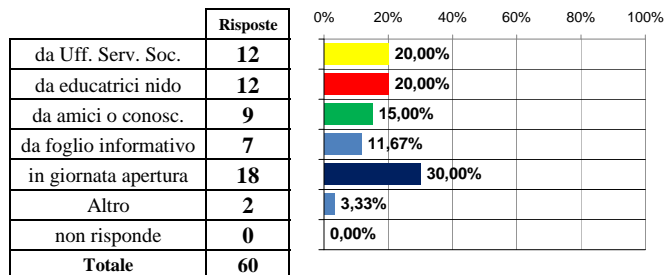 Risposte 0% 20% 40% 60% 80% 100%
da Uff. Serv. Soc. 12 20,00%
da educatrici nido 12 20,00%
da amici o conosc. 9 15,00%
da foglio informativo 7 11,67%
in giornata apertura 18 30,00%
Altro 2 3,33%
non risponde 0 0,00%
Totale 60